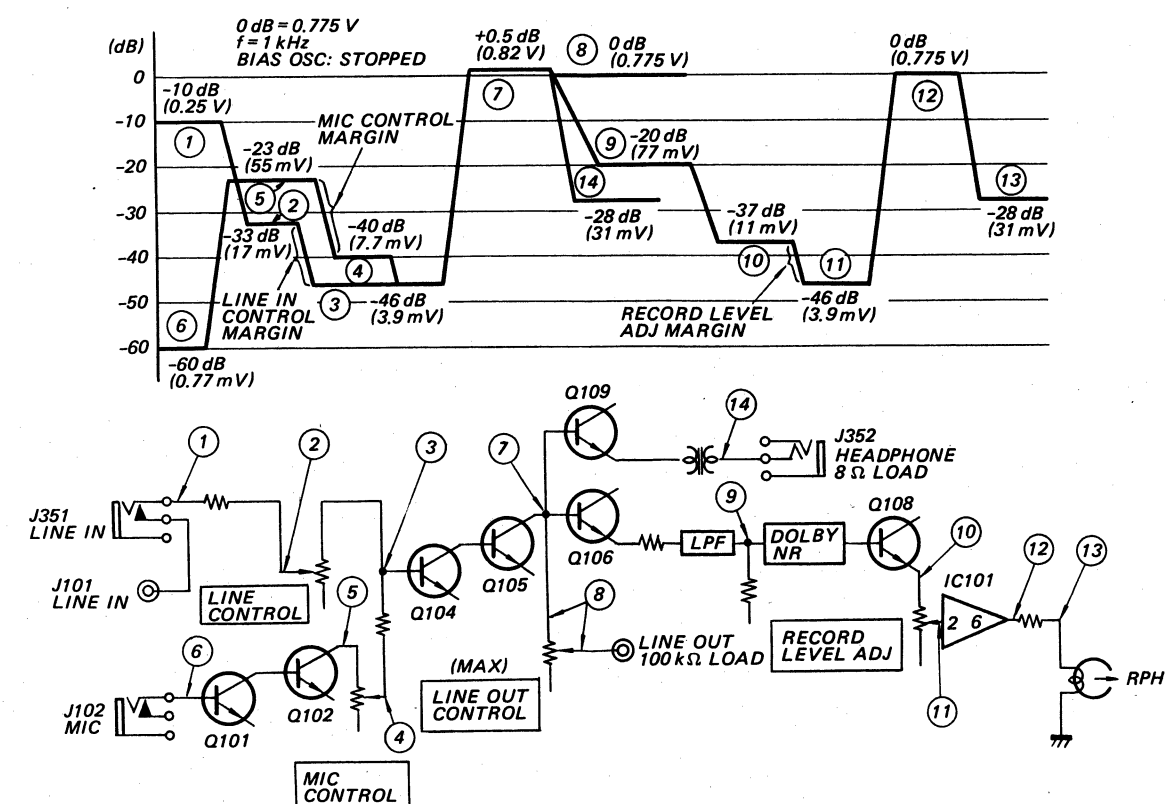 0 dB = 0.775 V
f = 1 kHz
BIAS OSC: STOPPED
(dB)
0
-10
-20
-30
-40
-50
-60
-10 dB
(0.25 V)
1
-23 dB
(55 mV)
MIC CONTROL
MARGIN
5
2
-33 dB
(17 mV)
-40 dB
(7.7 mV)
4
3
LINE IN
CONTROL
MARGIN
-46 dB
(3.9 mV)
6
-60 dB
(0.77 mV)
+0.5 dB
(0.82 V)
7
8
0 dB
(0.775 V)
9
-20 dB
(77 mV)
14
-28 dB
(31 mV)
-37 dB
(11 mV)
10
11
RECORD LEVEL
ADJ MARGIN
-46 dB
(3.9 mV)
0 dB
(0.775 V)
12
13
-28 dB
(31 mV)
Q109
14
J352
HEADPHONE
8 Ω LOAD
1
2
3
7
9
Q108
10
J351
LINE IN
J101
LINE IN
LINE
CONTROL
5
Q104
Q105
Q106
LPF
DOLBY
NR
IC101
2 6
12
13
8
LINE OUT
100 kΩ LOAD
RECORD
LEVEL ADJ
11
RPH
6
(MAX)
LINE OUT
CONTROL
J102
MIC
Q101
Q102
4
MIC
CONTROL